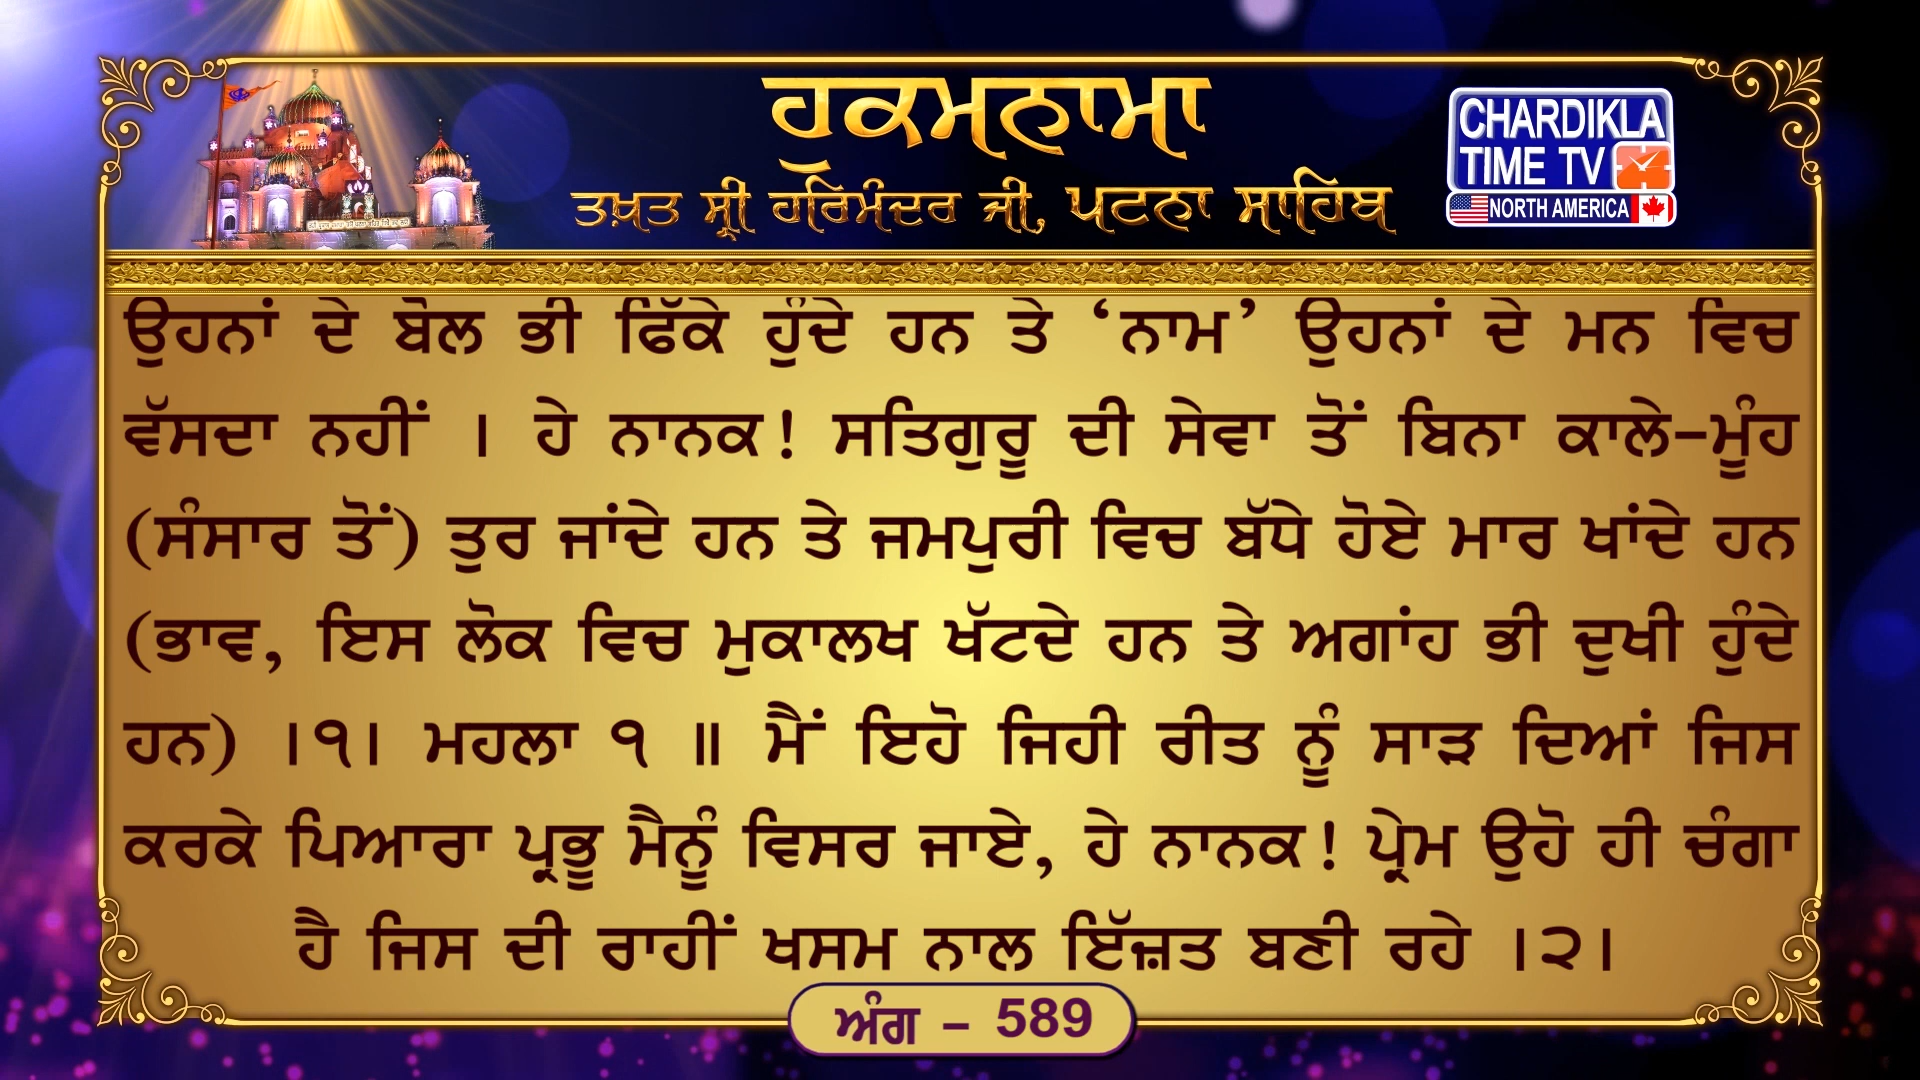 ਹੁਕਮਨਾਮਾ
ਤਖ਼ਤ ਸ੍ਰੀ ਹਰਿਮੰਦਰ ਜੀ, ਪਟਨਾ ਸਾਹਿਬ
CHARDIKLA
TIME TV
NORTH AMERICA
ਉਹਨਾਂ ਦੇ ਬੋਲ ਭੀ ਫਿੱਕੇ ਹੁੰਦੇ ਹਨ ਤੇ ‘ਨਾਮ’ ਉਹਨਾਂ ਦੇ ਮਨ ਵਿਚ
ਵੱਸਦਾ ਨਹੀਂ । ਹੇ ਨਾਨਕ! ਸਤਿਗੁਰੂ ਦੀ ਸੇਵਾ ਤੋਂ ਬਿਨਾ ਕਾਲੇ-ਮੂੰਹ
(ਸੰਸਾਰ ਤੋਂ) ਤੁਰ ਜਾਂਦੇ ਹਨ ਤੇ ਜਮਪੁਰੀ ਵਿਚ ਬੱਧੇ ਹੋਏ ਮਾਰ ਖਾਂਦੇ ਹਨ
(ਭਾਵ, ਇਸ ਲੋਕ ਵਿਚ ਮੁਕਾਲਖ ਖੱਟਦੇ ਹਨ ਤੇ ਅਗਾਂਹ ਭੀ ਦੁਖੀ ਹੁੰਦੇ
ਹਨ) ।੧। ਮਹਲਾ ੧ ॥ ਮੈਂ ਇਹੋ ਜਿਹੀ ਰੀਤ ਨੂੰ ਸਾੜ ਦਿਆਂ ਜਿਸ
ਕਰਕੇ ਪਿਆਰਾ ਪ੍ਰਭੂ ਮੈਨੂੰ ਵਿਸਰ ਜਾਏ, ਹੇ ਨਾਨਕ! ਪ੍ਰੇਮ ਉਹੋ ਹੀ ਚੰਗਾ
ਹੈ ਜਿਸ ਦੀ ਰਾਹੀਂ ਖਸਮ ਨਾਲ ਇੱਜ਼ਤ ਬਣੀ ਰਹੇ ।੨।
ਅੰਗ – 589